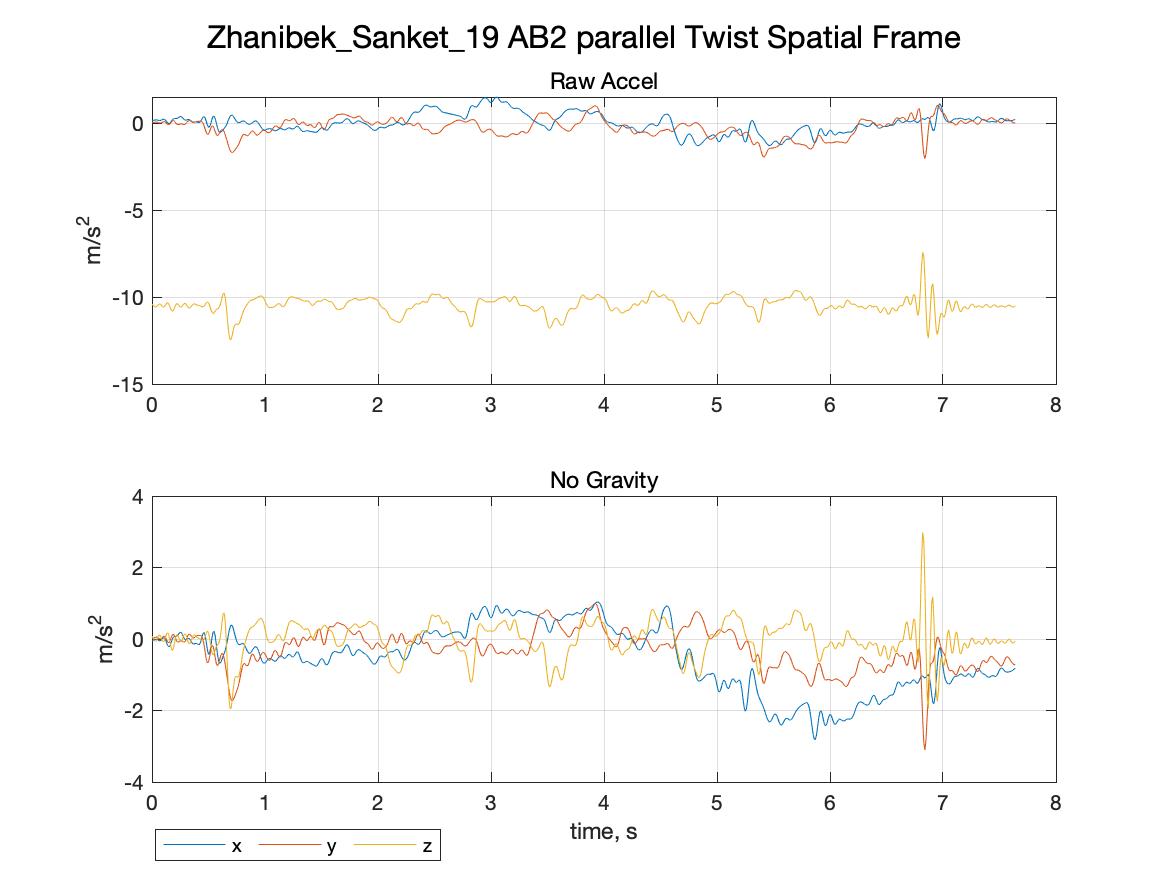 Zhanibek_Sanket_19 AB2 parallel Twist Spatial Frame
Raw Accel
0
-5
-10
-15
m/s²
0 1 2 3 4 5 6 7 8
No Gravity
4
2
0
-2
-4
m/s²
0 1 2 3 4 5 6 7 8
time, s
x y z